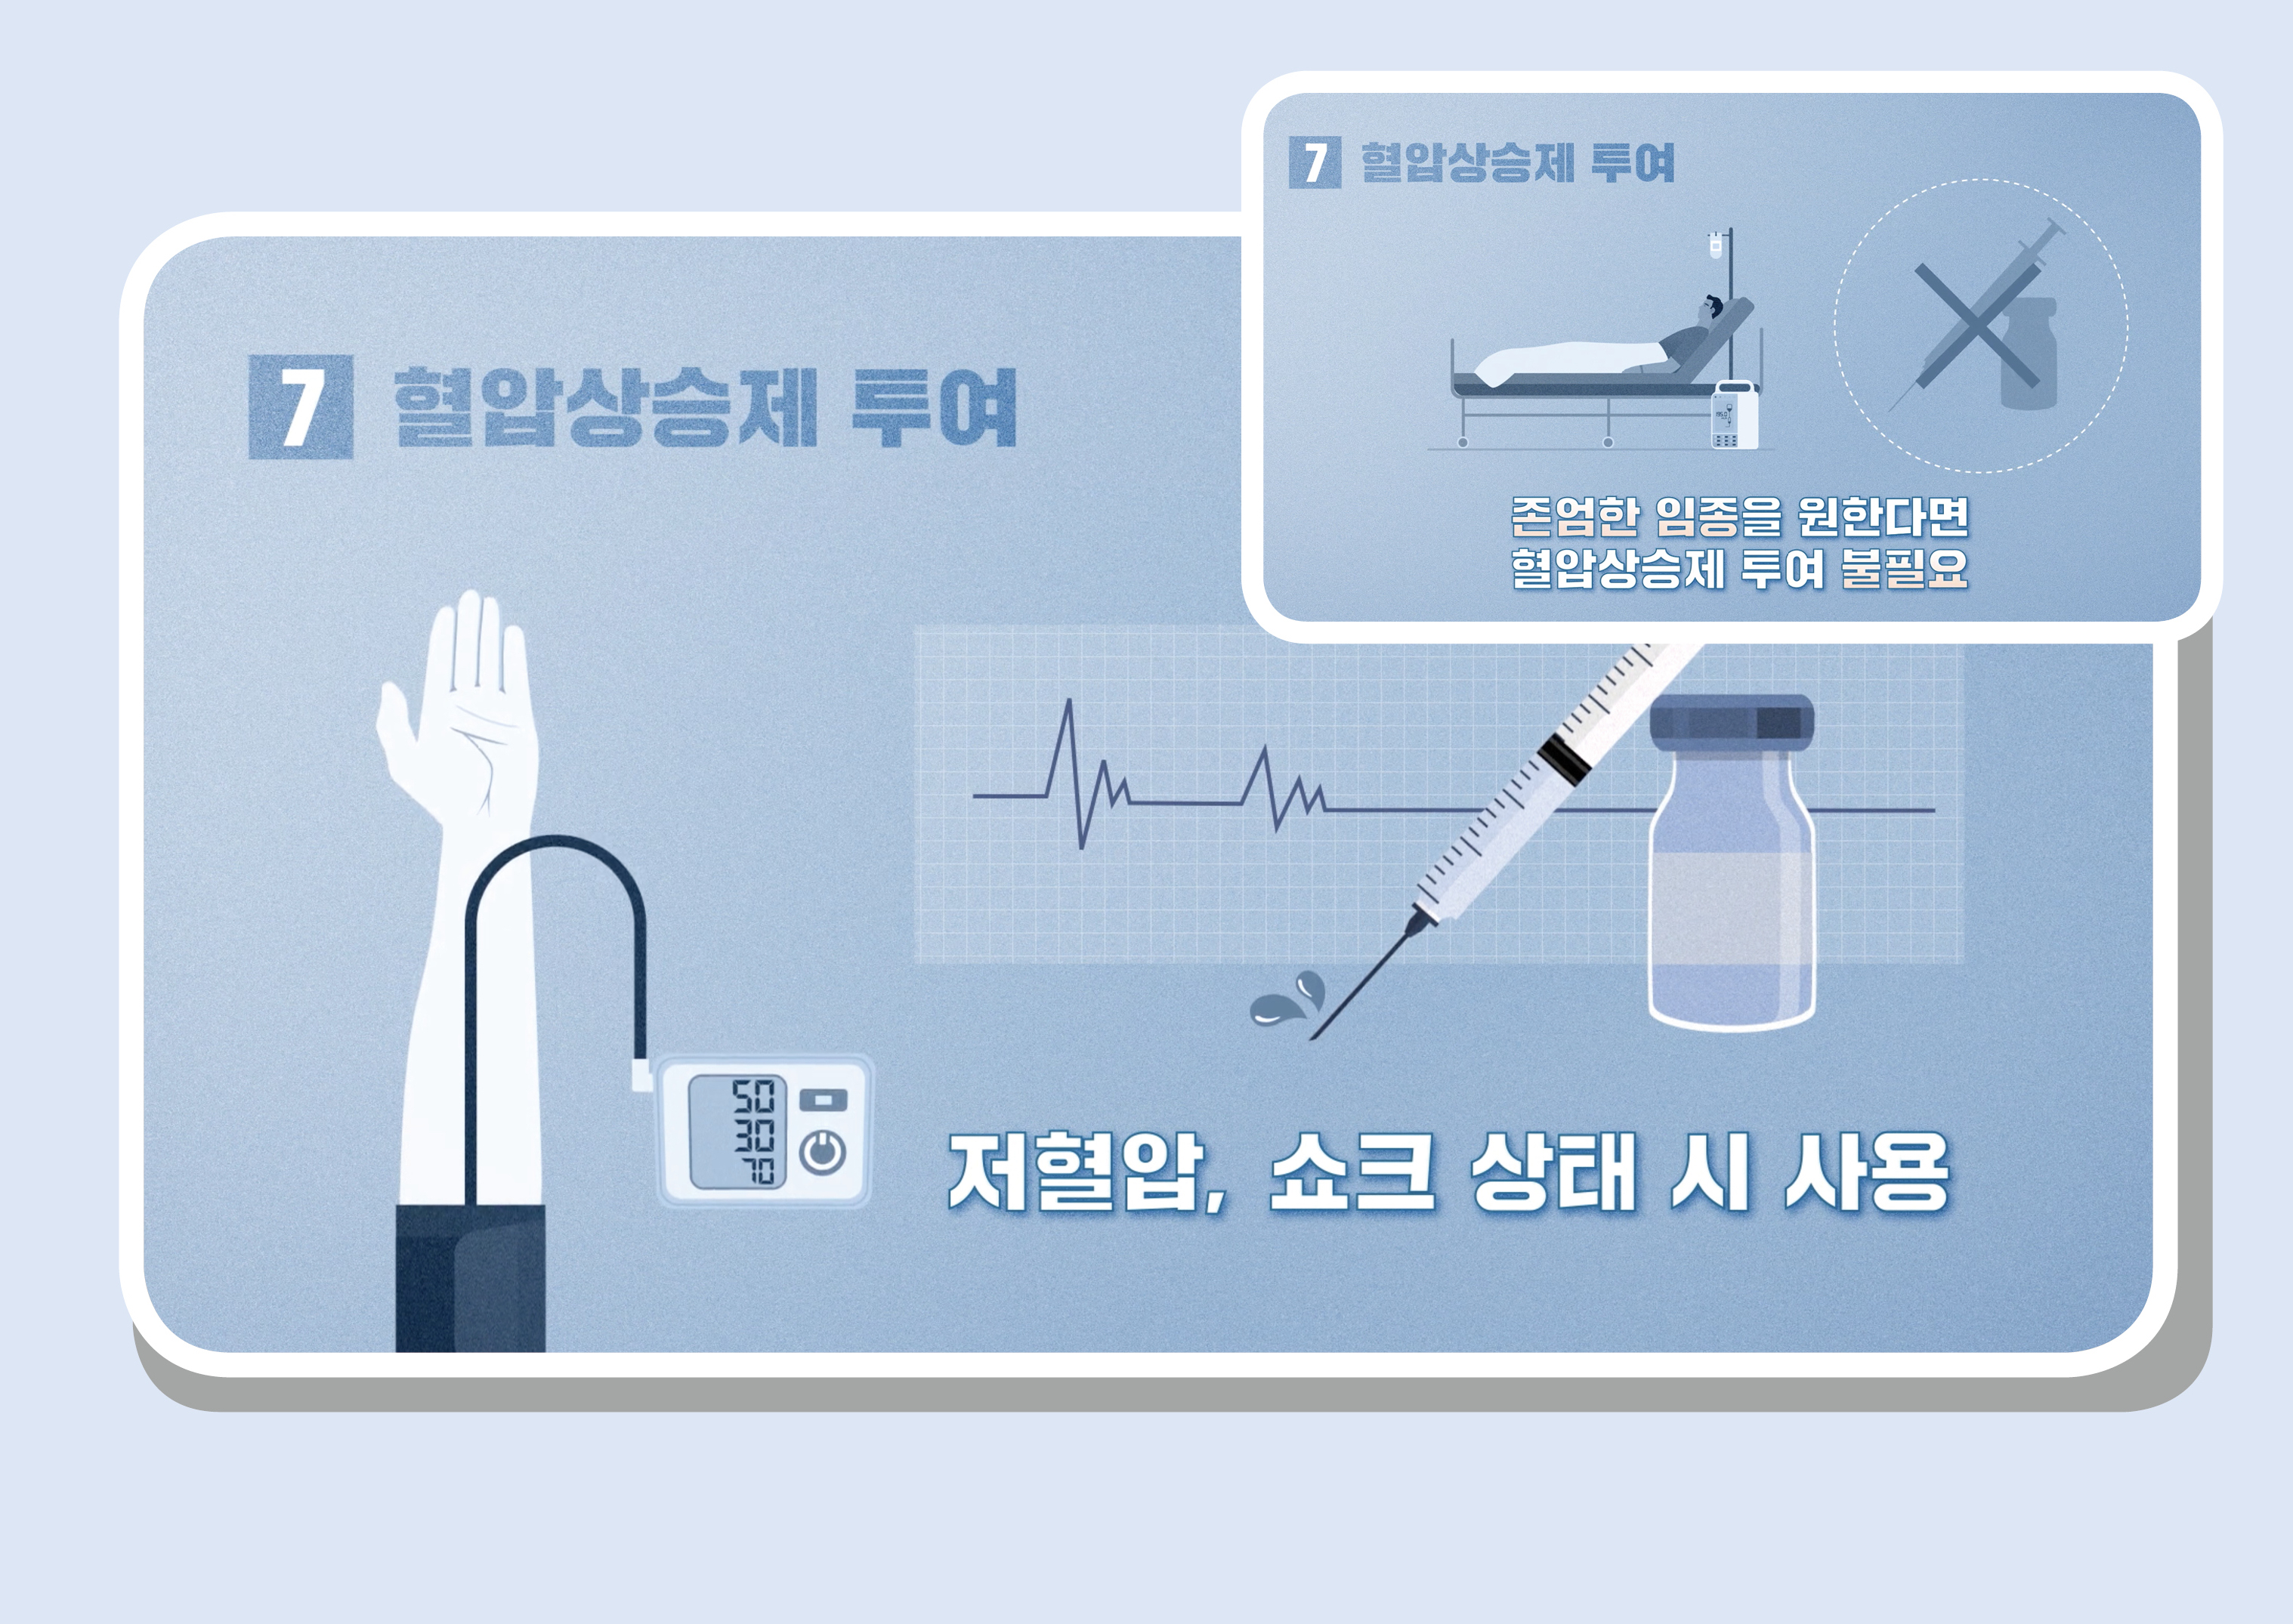 7 혈압상승제 투여
존엄한 임종을 원한다면
혈압상승제 투여 불필요
7 혈압상승제 투여
50
30
70
저혈압, 쇼크 상태 시 사용